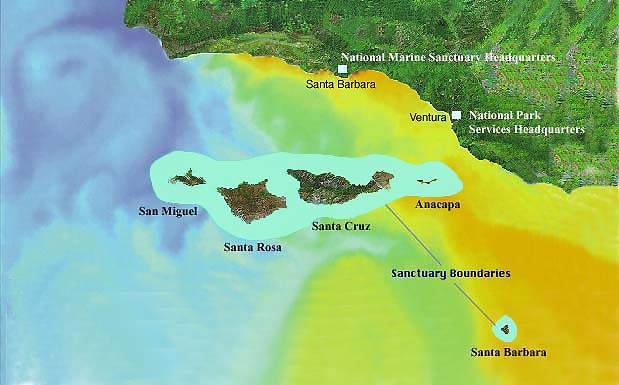 National Marine Sanctuary Headquarters
Santa Barbara
Ventura
National Park
Services Headquarters
San Miguel
Santa Rosa
Santa Cruz
Anacapa
Sanctuary Boundaries
Santa Barbara